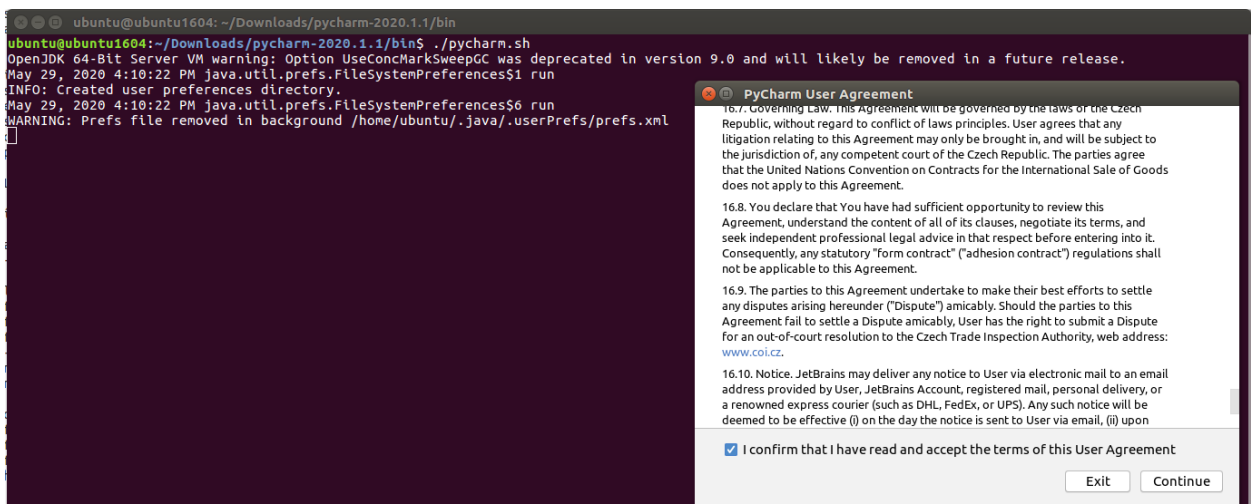 ubuntu@ubuntu1604: ~/Downloads/pycharm-2020.1.1/bin
ubuntu@ubuntu1604:~/Downloads/pycharm-2020.1.1/bin$ ./pycharm.sh
OpenJDK 64-Bit Server VM warning: Option UseConcMarkSweepGC was deprecated in version 9.0 and will likely be removed in a future release.
May 29, 2020 4:10:22 PM java.util.prefs.FileSystemPreferences$1 run
INFO: Created user preferences directory.
May 29, 2020 4:10:22 PM java.util.prefs.FileSystemPreferences$6 run
WARNING: Prefs file removed in background /home/ubuntu/.java/.userPrefs/prefs.xml
PyCharm User Agreement
16.7. Governing Law. This Agreement will be governed by the laws of the Czech
Republic, without regard to conflict of laws principles. User agrees that any
litigation relating to this Agreement may only be brought in, and will be subject to
the jurisdiction of, any competent court of the Czech Republic. The parties agree
that the United Nations Convention on Contracts for the International Sale of Goods
does not apply to this Agreement.
16.8. You declare that You have had sufficient opportunity to review this
Agreement, understand the content of all of its clauses, negotiate its terms, and
seek independent professional legal advice in that respect before entering into it.
Consequently, any statutory "form contract" ("adhesion contract") regulations shall
not be applicable to this Agreement.
16.9. The parties to this Agreement undertake to make their best efforts to settle
any disputes arising hereunder ("Dispute") amicably. Should the parties to this
Agreement fail to settle a Dispute amicably, User has the right to submit a Dispute
for an out-of-court resolution to the Czech Trade Inspection Authority, web address:
www.coi.cz.
16.10. Notice. JetBrains may deliver any notice to User via electronic mail to an email
address provided by User, JetBrains Account, registered mail, personal delivery, or
a renowned express courier (such as DHL, FedEx, or UPS). Any such notice will be
deemed to be effective (i) on the day the notice is sent to User via email, (ii) upon
I confirm that I have read and accept the terms of this User Agreement
Exit Continue